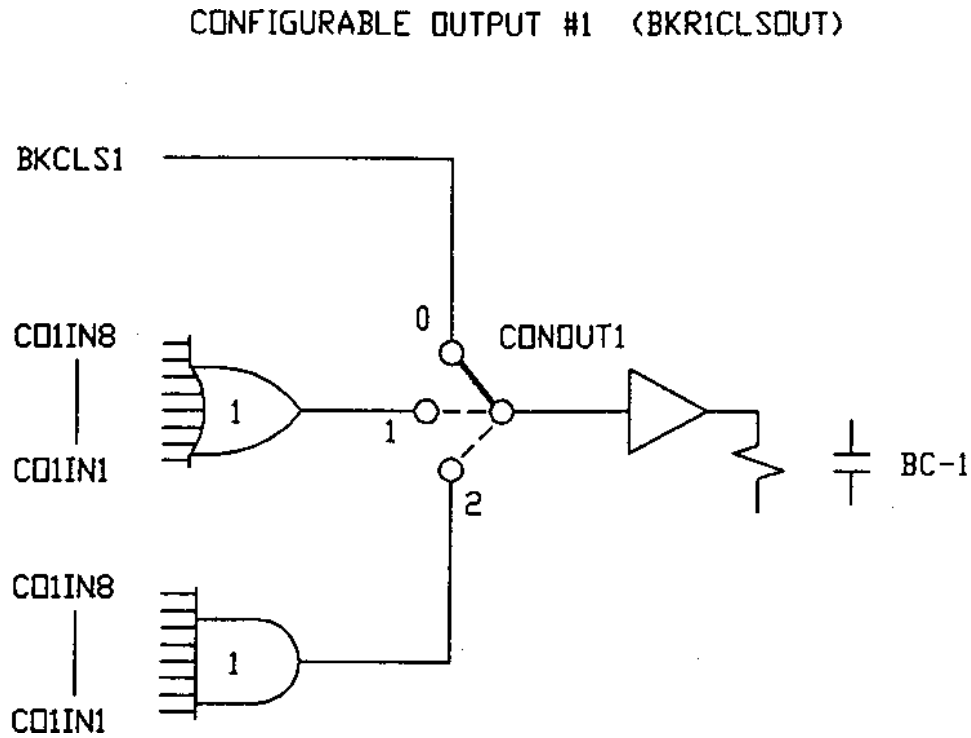 CONFIGURABLE OUTPUT #1 (BKR1CLSOUT)
BKCLS1
0
CONOUT1
CO1IN8
1
1
CO1IN1
BC-1
2
CO1IN8
1
CO1IN1